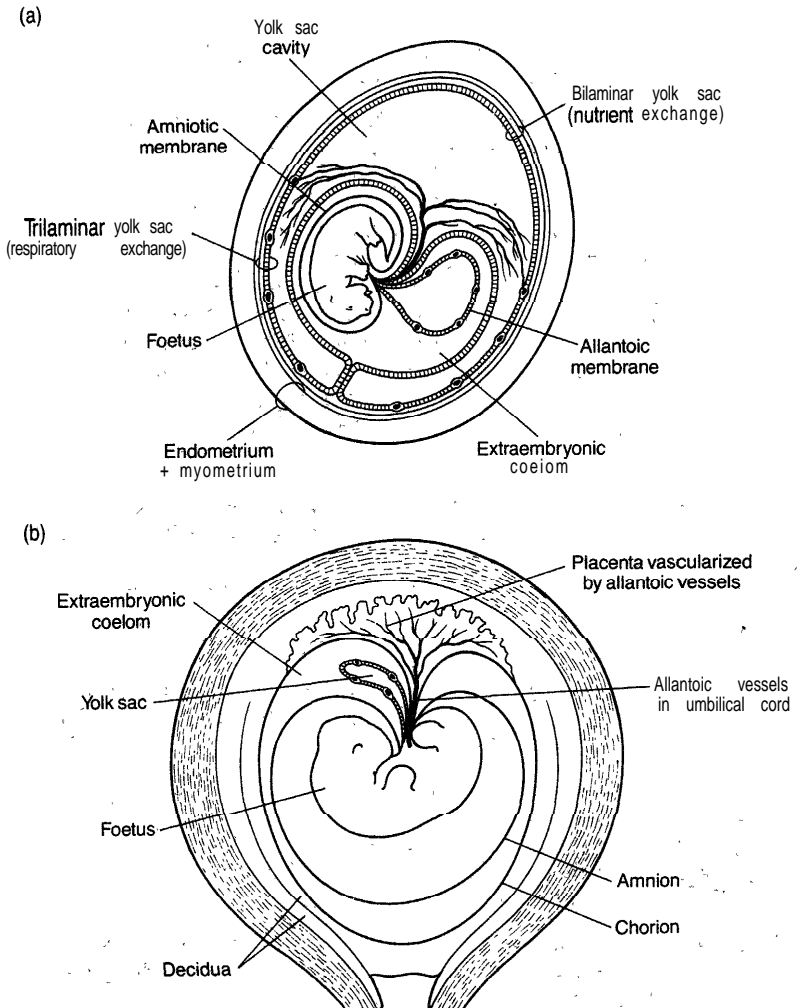 (a)
Yolk sac
cavity
Bilaminar yolk sac
(nutrient exchange)
Amniotic
membrane
Trilaminar yolk sac
(respiratory exchange)
Foetus
Allantoic
membrane
Endometrium
+ myometrium
Extraembryonic
coeiom
(b)
Placenta vascularized
by allantoic vessels
Extraembryonic
coelom
Yolk sac
Allantoic vessels
in umbilical cord
Foetus
Amnion
Chorion
Decidua